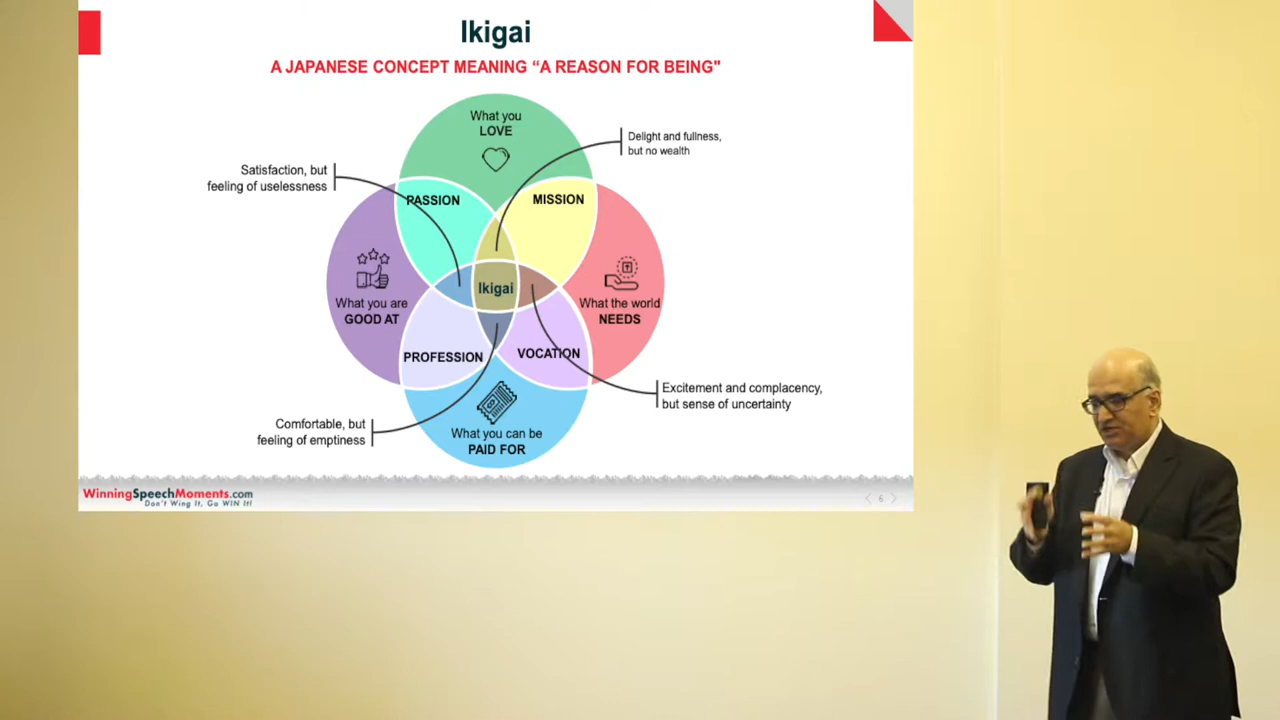 Ikigai
A JAPANESE CONCEPT MEANING “A REASON FOR BEING"
What you
LOVE
Delight and fullness,
but no wealth
Satisfaction, but
feeling of uselessness
PASSION
MISSION
Ikigai
What you are
GOOD AT
What the world
NEEDS
PROFESSION
VOCATION
Excitement and complacency,
but sense of uncertainty
Comfortable, but
feeling of emptiness
What you can be
PAID FOR
WinningSpeechMoments.com
Don't Wing It, Go WIN It!
6